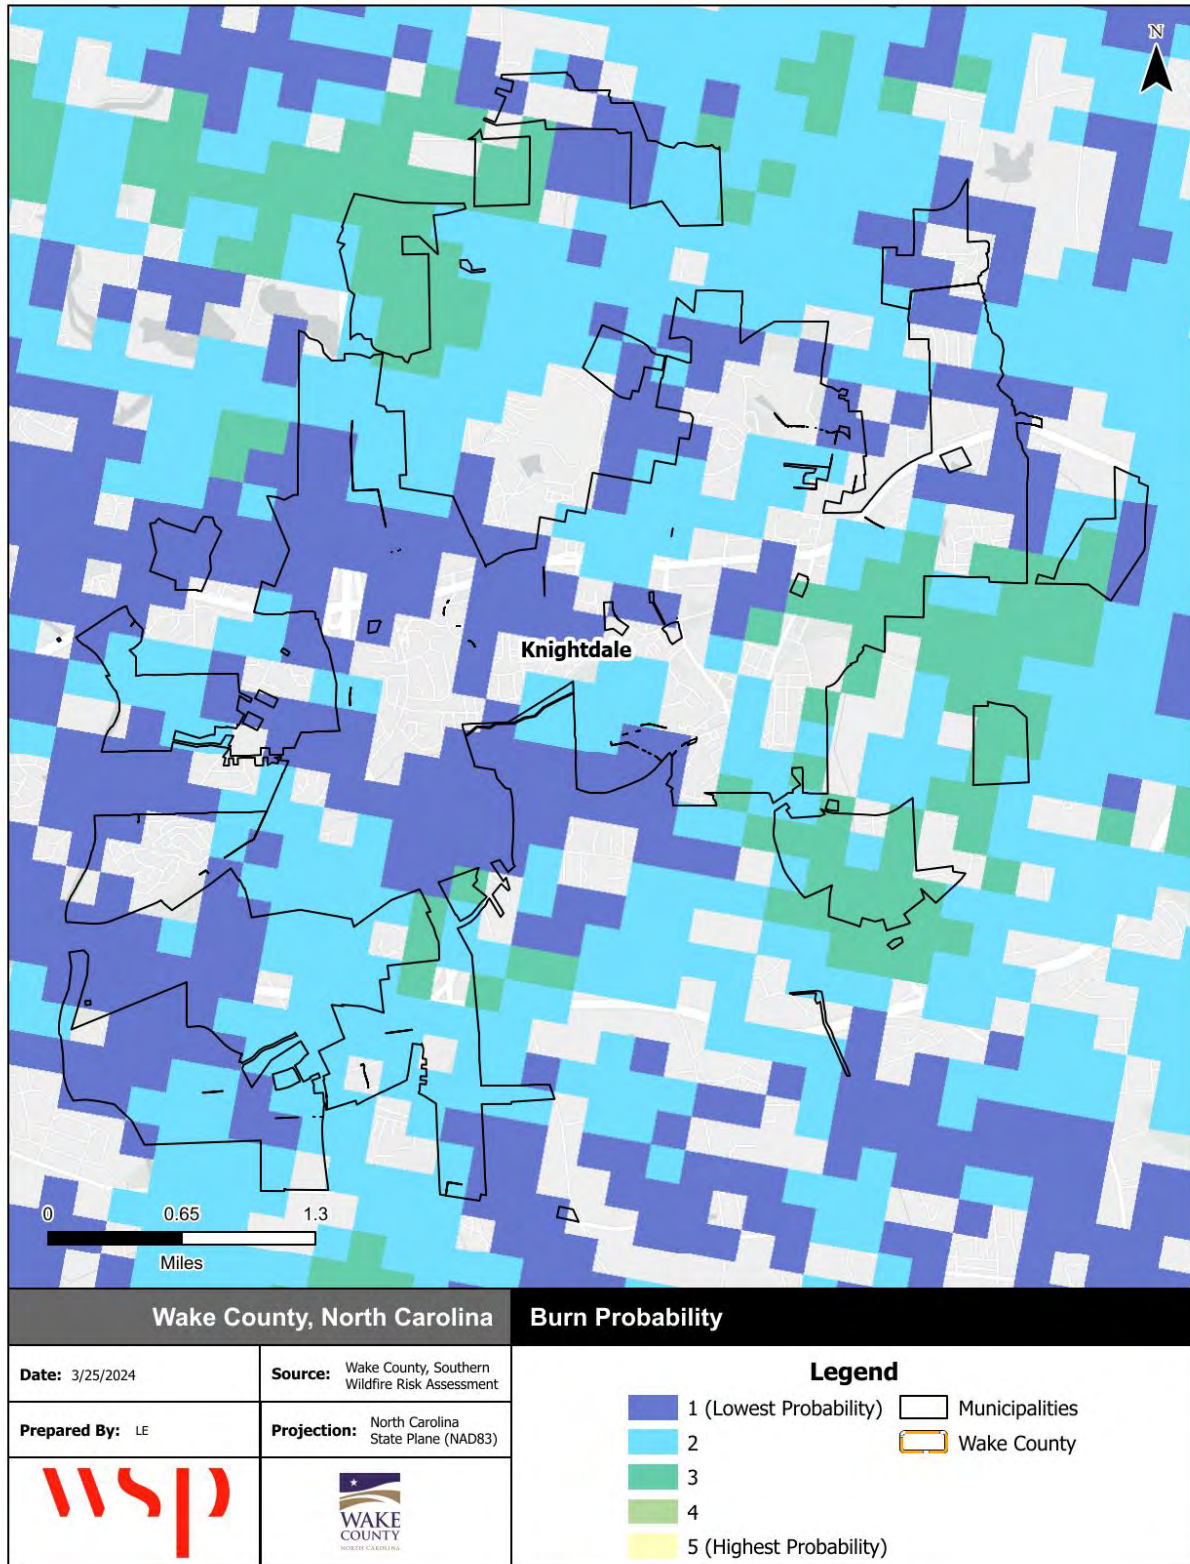 N
Knightdale
0 0.65 1.3
Miles
Wake County, North Carolina
Burn Probability
Date: 3/25/2024
Source: Wake County, Southern
Wildfire Risk Assessment
Prepared By: LE
Projection: North Carolina
State Plane (NAD83)
wsp
WAKE
COUNTY
NORTH CAROLINA
Legend
1 (Lowest Probability)
2
3
4
5 (Highest Probability)
Municipalities
Wake County